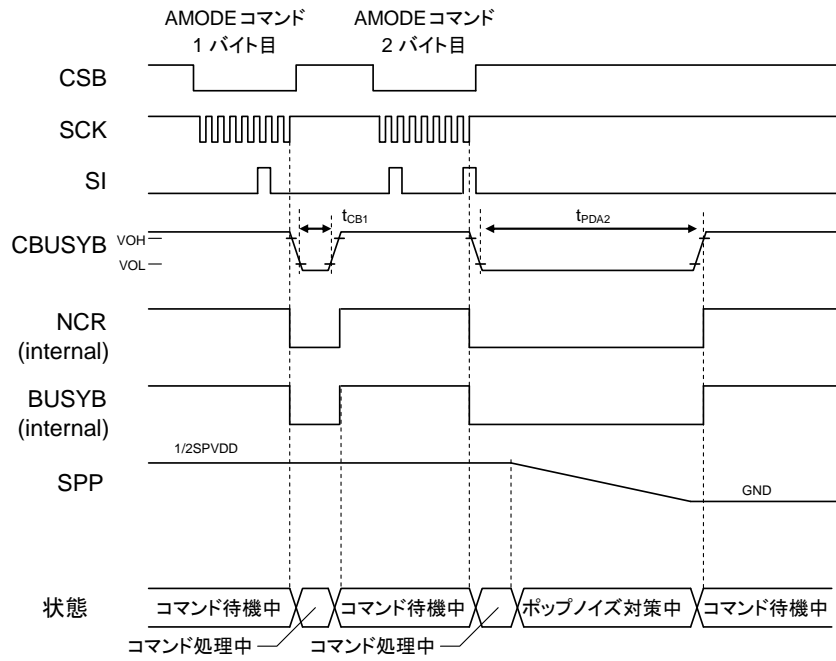 AMODEコマンド
1 バイト目
AMODEコマンド
2 バイト目
CSB
SCK
SI
tCB1
tPDA2
CBUSYB
VOH
VOL
NCR
(internal)
BUSYB
(internal)
1/2SPVDD
SPP
GND
状態
コマンド待機中
コマンド待機中
ポップノイズ対策中
コマンド待機中
コマンド処理中
コマンド処理中